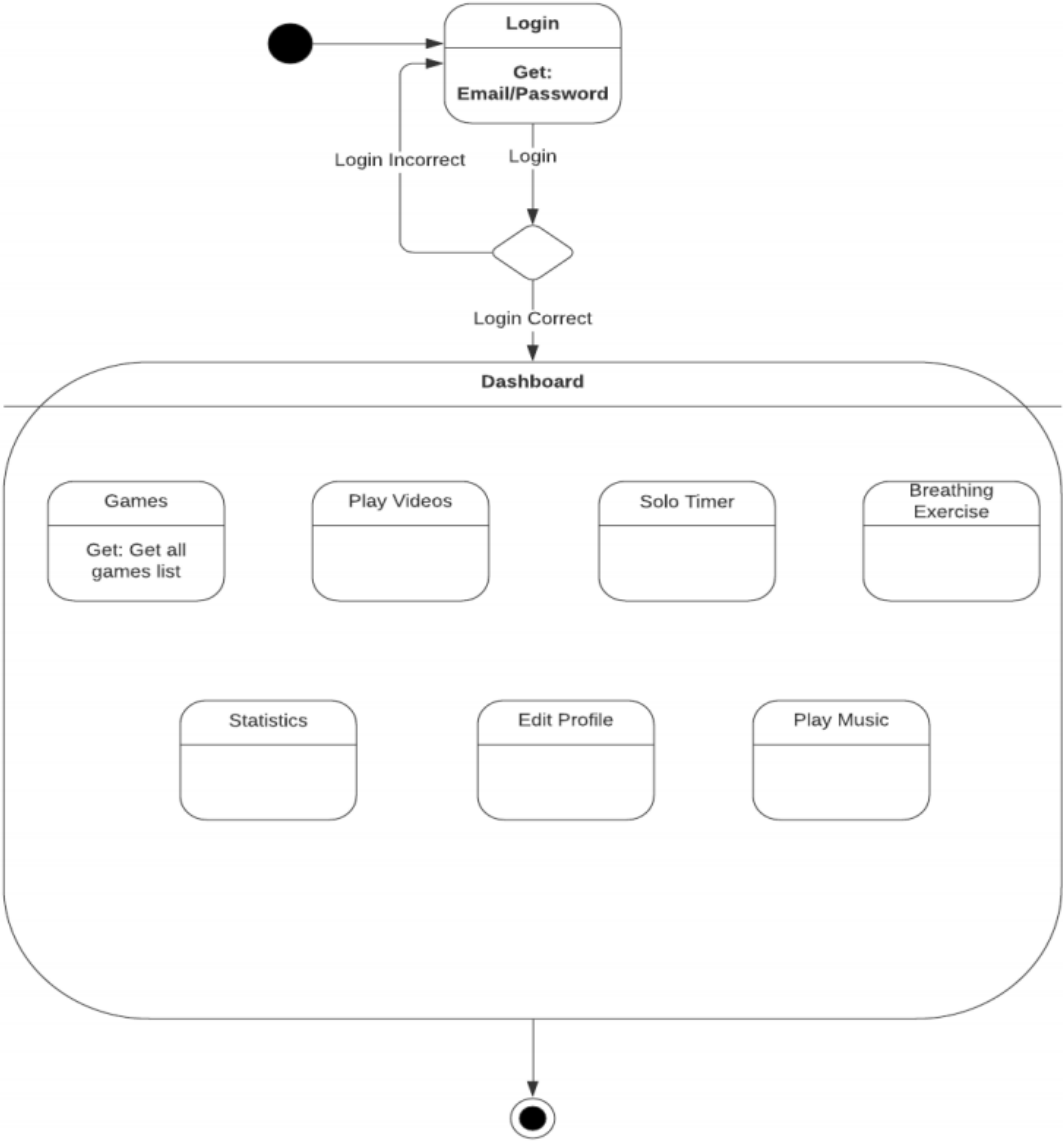 Login
Get:
Email/Password
Login Incorrect
Login
Login Correct
Dashboard
Games
Get: Get all
games list
Play Videos
Solo Timer
Breathing
Exercise
Statistics
Edit Profile
Play Music